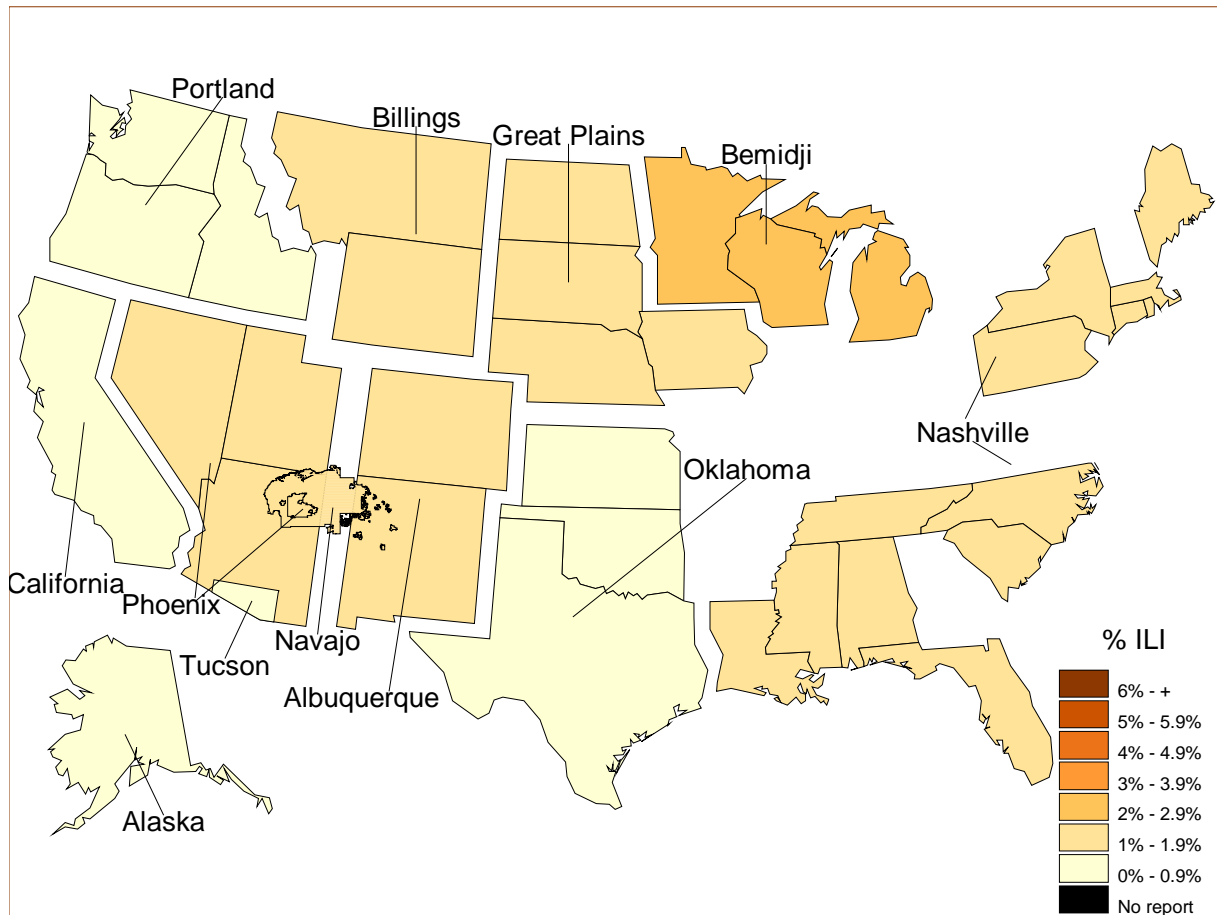 Portland
Billings
Great Plains
Bemidji
Nashville
Oklahoma
California
Phoenix
Navajo
Tucson
Albuquerque
Alaska
% ILI
6% - +
5% - 5.9%
4% - 4.9%
3% - 3.9%
2% - 2.9%
1% - 1.9%
0% - 0.9%
No report